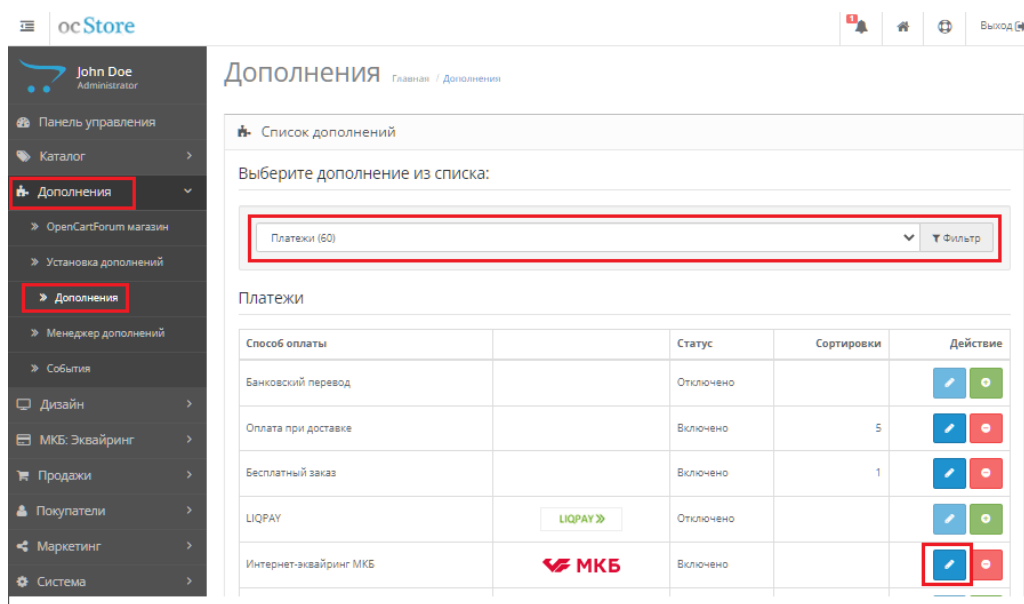 ocStore
1
Выход
John Doe
Administrator
Панель управления
Каталог
Дополнения
OpenCartForum магазин
Установка дополнений
Дополнения
Менеджер дополнений
События
Дизайн
МКБ: Эквайринг
Продажи
Покупатели
Маркетинг
Система
Дополнения Главная / Дополнения
Список дополнений
Выберите дополнение из списка:
Платежи (60) Фильтр
Платежи
Способ оплаты Статус Сортировки Действие
Банковский перевод Отключено
Оплата при доставке Включено 5
Бесплатный заказ Включено 1
LIQPAY LIQPAY Отключено
Интернет-эквайринг МКБ МКБ Включено